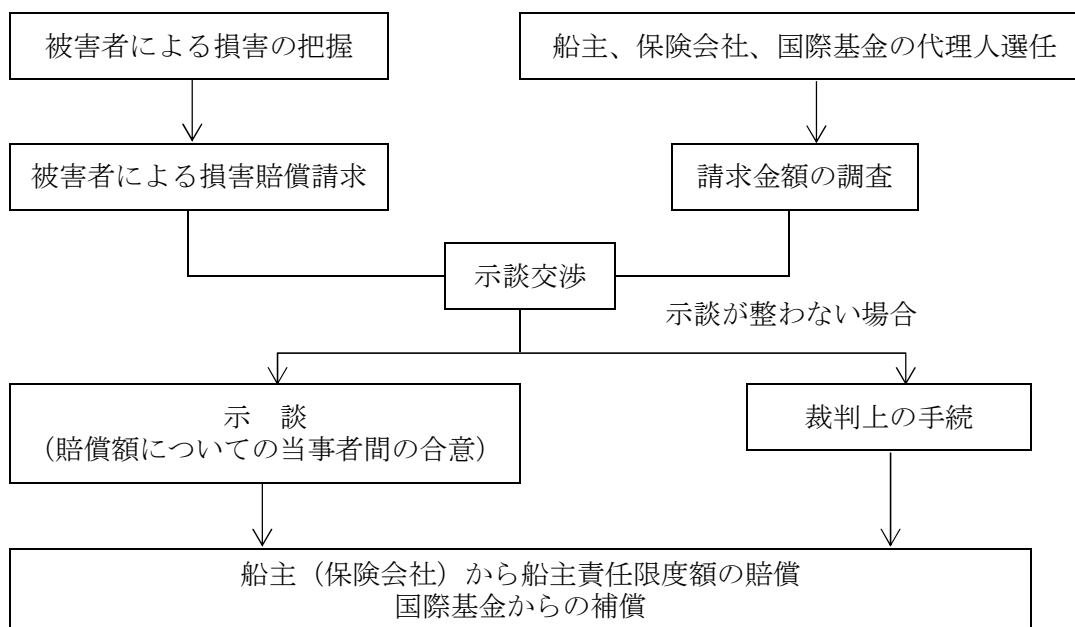 被害者による損害の把握
船主、保険会社、国際基金の代理人選任
被害者による損害賠償請求
請求金額の調査
示談交渉
示談が整わない場合
示　談
（賠償額についての当事者間の合意）
裁判上の手続
船主（保険会社）から船主責任限度額の賠償
国際基金からの補償